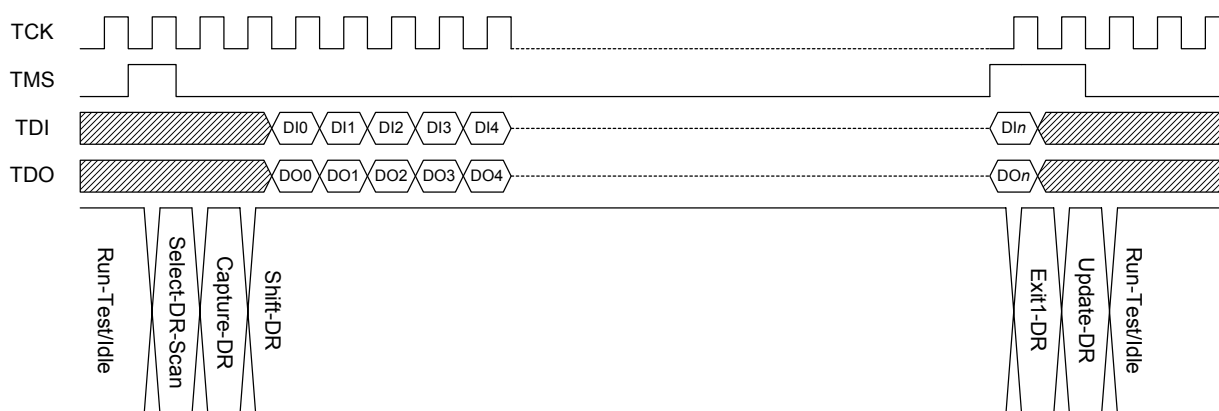 TCK
TMS
TDI
DI0 DI1 DI2 DI3 DI4 DIn
TDO
DO0 DO1 DO2 DO3 DO4 DOn
Run-Test/Idle
Select-DR-Scan
Capture-DR
Shift-DR
Exit1-DR
Update-DR
Run-Test/Idle